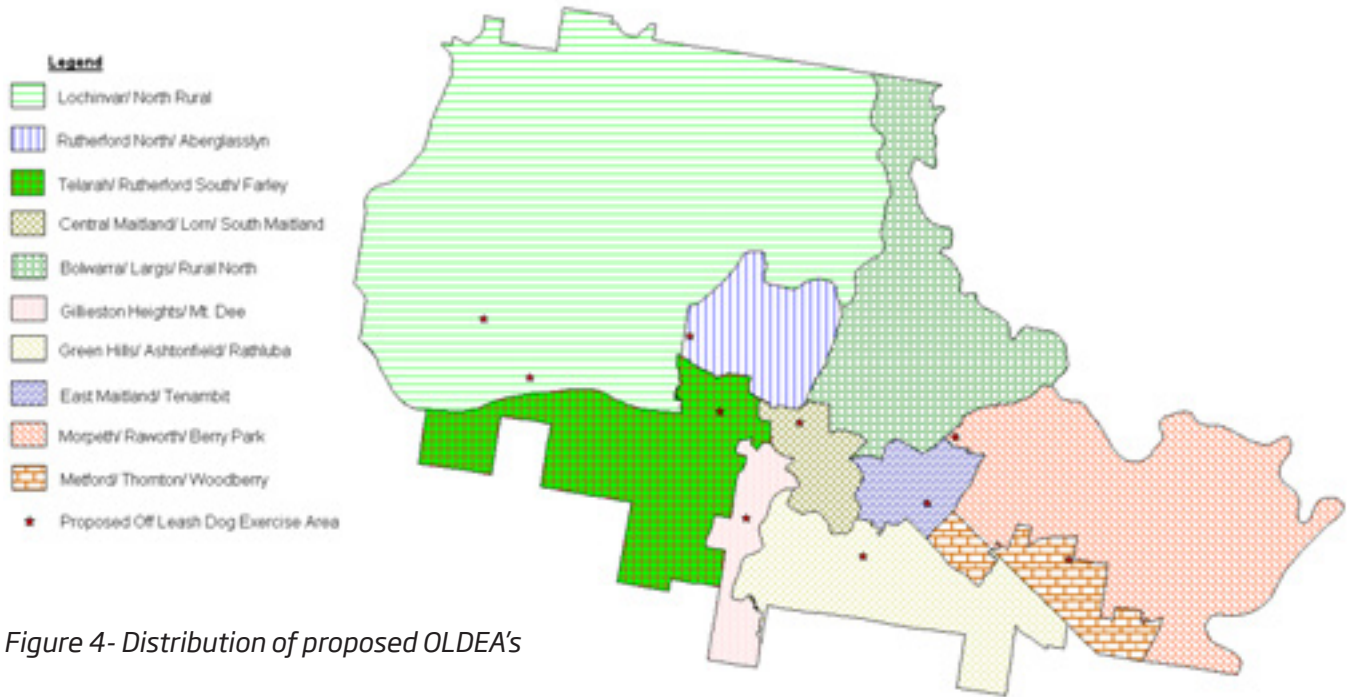 Legend
Lochinvar/ North Rural
Rutherford North/ Aberglasslyn
Telarah/ Rutherford South/ Farley
Central Maitland/ Lorn/ South Maitland
Bolwarra/ Largs/ Rural North
Gillieston Heights/ Mt. Dee
Green Hills/ Ashtonfield/ Rathluba
East Maitland/ Tenambit
Morpeth/ Raworth/ Berry Park
Metford/ Thornton/ Woodberry
Proposed Off Leash Dog Exercise Area
Figure 4- Distribution of proposed OLDEA's